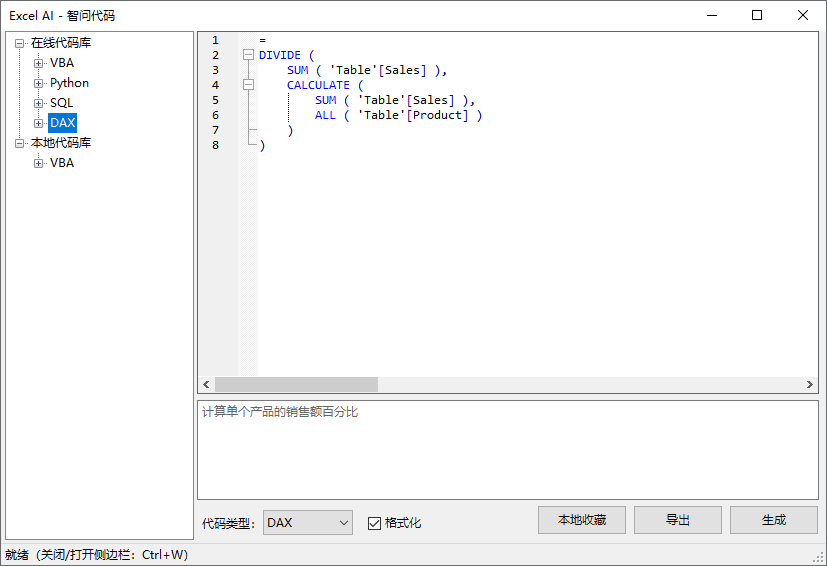 Excel AI - 智问代码
在线代码库
VBA
Python
SQL
DAX
本地代码库
VBA
1 =
2 DIVIDE (
3 SUM ( 'Table'[Sales] ),
4 CALCULATE (
5 SUM ( 'Table'[Sales] ),
6 ALL ( 'Table'[Product] )
7 )
8 )
计算单个产品的销售额百分比
代码类型: DAX 格式化 本地收藏 导出 生成
就绪（关闭/打开侧边栏：Ctrl+W）